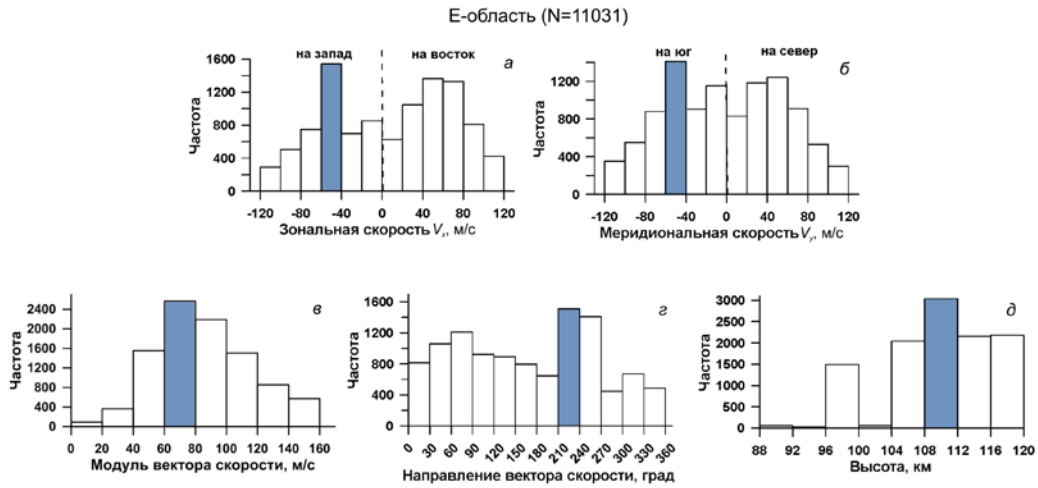 Е-область (N=11031)
на запад
на восток
а
1600
1200
800
400
0
Частота
-120 -80 -40 0 40 80 120
Зональная скорость Vx, м/с
на юг
на север
б
1200
800
400
0
Частота
-120 -80 -40 0 40 80 120
Меридиональная скорость Vy, м/с
в
2400
2000
1600
1200
800
400
0
Частота
0 20 40 60 80 100 120 140 160
Модуль вектора скорости, м/с
г
1600
1200
800
400
0
Частота
0 30 60 90 120 150 180 210 240 270 300 330 360
Направление вектора скорости, град
д
3000
2500
2000
1500
1000
500
0
Частота
88 92 96 100 104 108 112 116 120
Высота, км